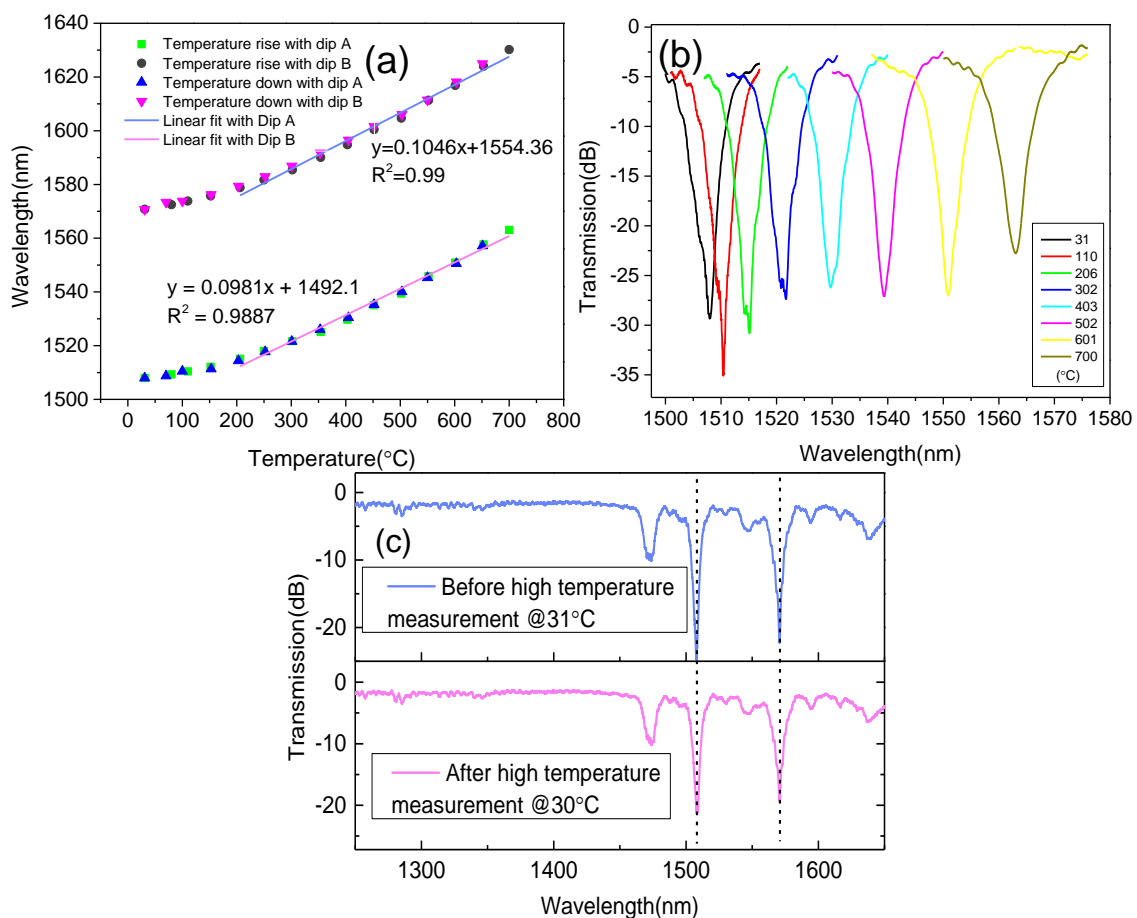 (a)
1640
1620
1600
1580
1560
1540
1520
1500
Wavelength(nm)
Temperature rise with dip A
Temperature rise with dip B
Temperature down with dip A
Temperature down with dip B
Linear fit with Dip A
Linear fit with Dip B
y=0.1046x+1554.36
R²=0.99
y = 0.0981x + 1492.1
R² = 0.9887
0 100 200 300 400 500 600 700 800
Temperature(°C)
(b)
0
-5
-10
-15
-20
-25
-30
-35
Transmission(dB)
31
110
206
302
403
502
601
700
(°C)
1500 1510 1520 1530 1540 1550 1560 1570 1580
Wavelength(nm)
(c)
0
-10
-20
Before high temperature
measurement @31°C
0
-10
-20
After high temperature
measurement @30°C
Transmission(dB)
1300 1400 1500 1600
Wavelength(nm)